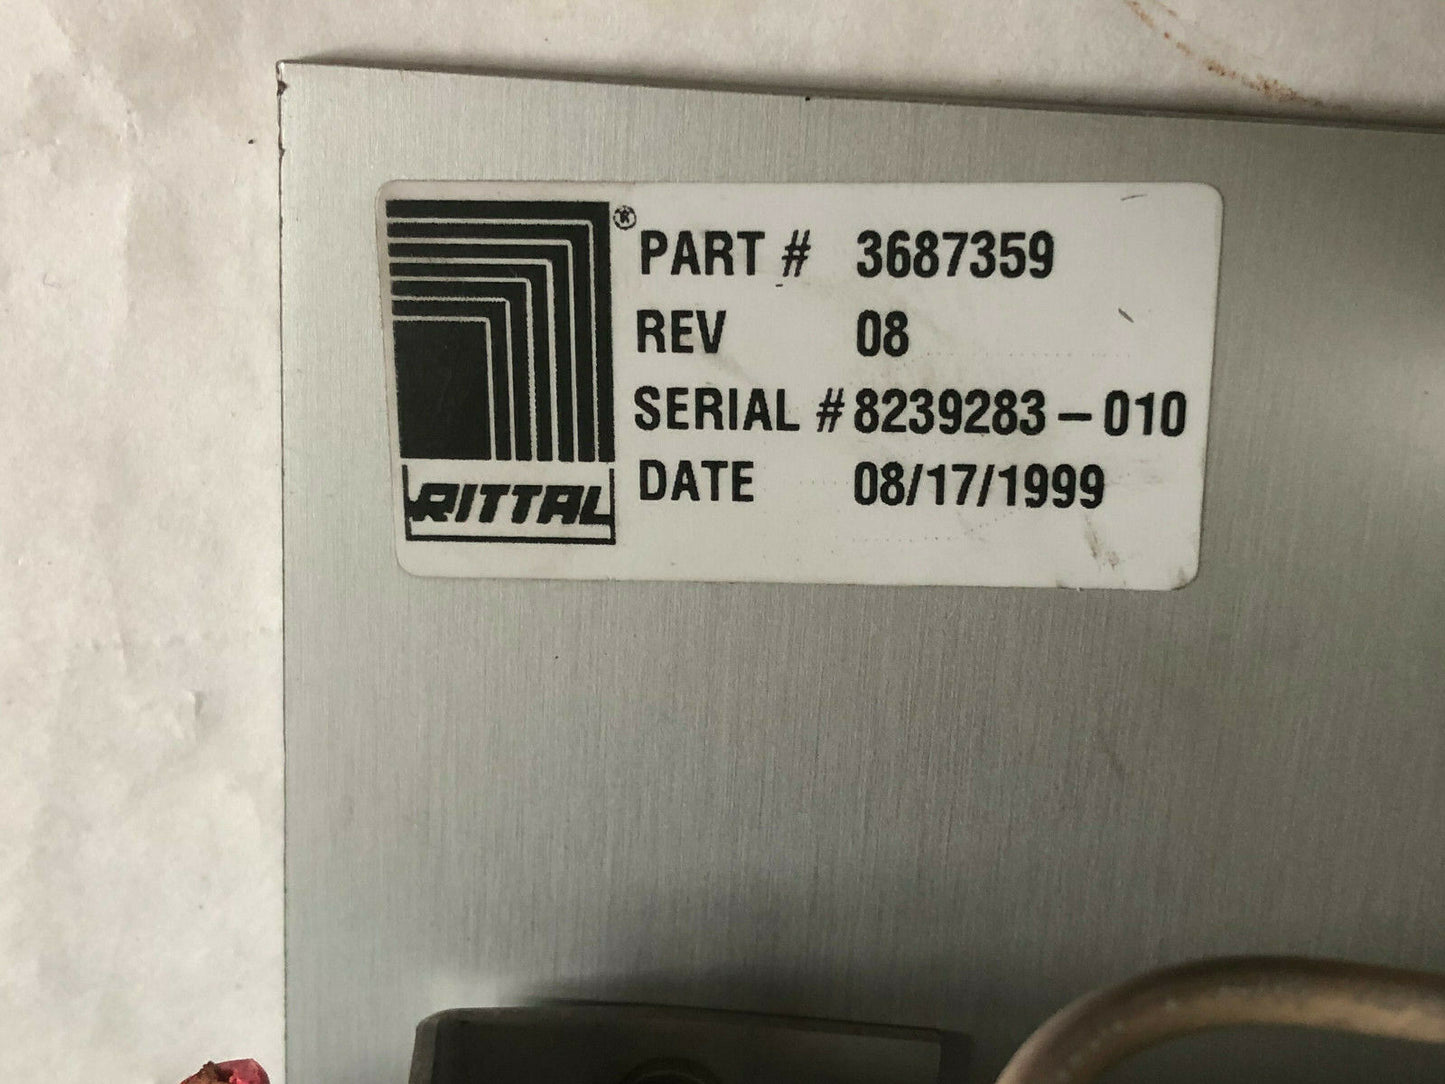 PART # 3687359
REV 08
SERIAL # 8239283-010
DATE 08/17/1999
RITTAL
®